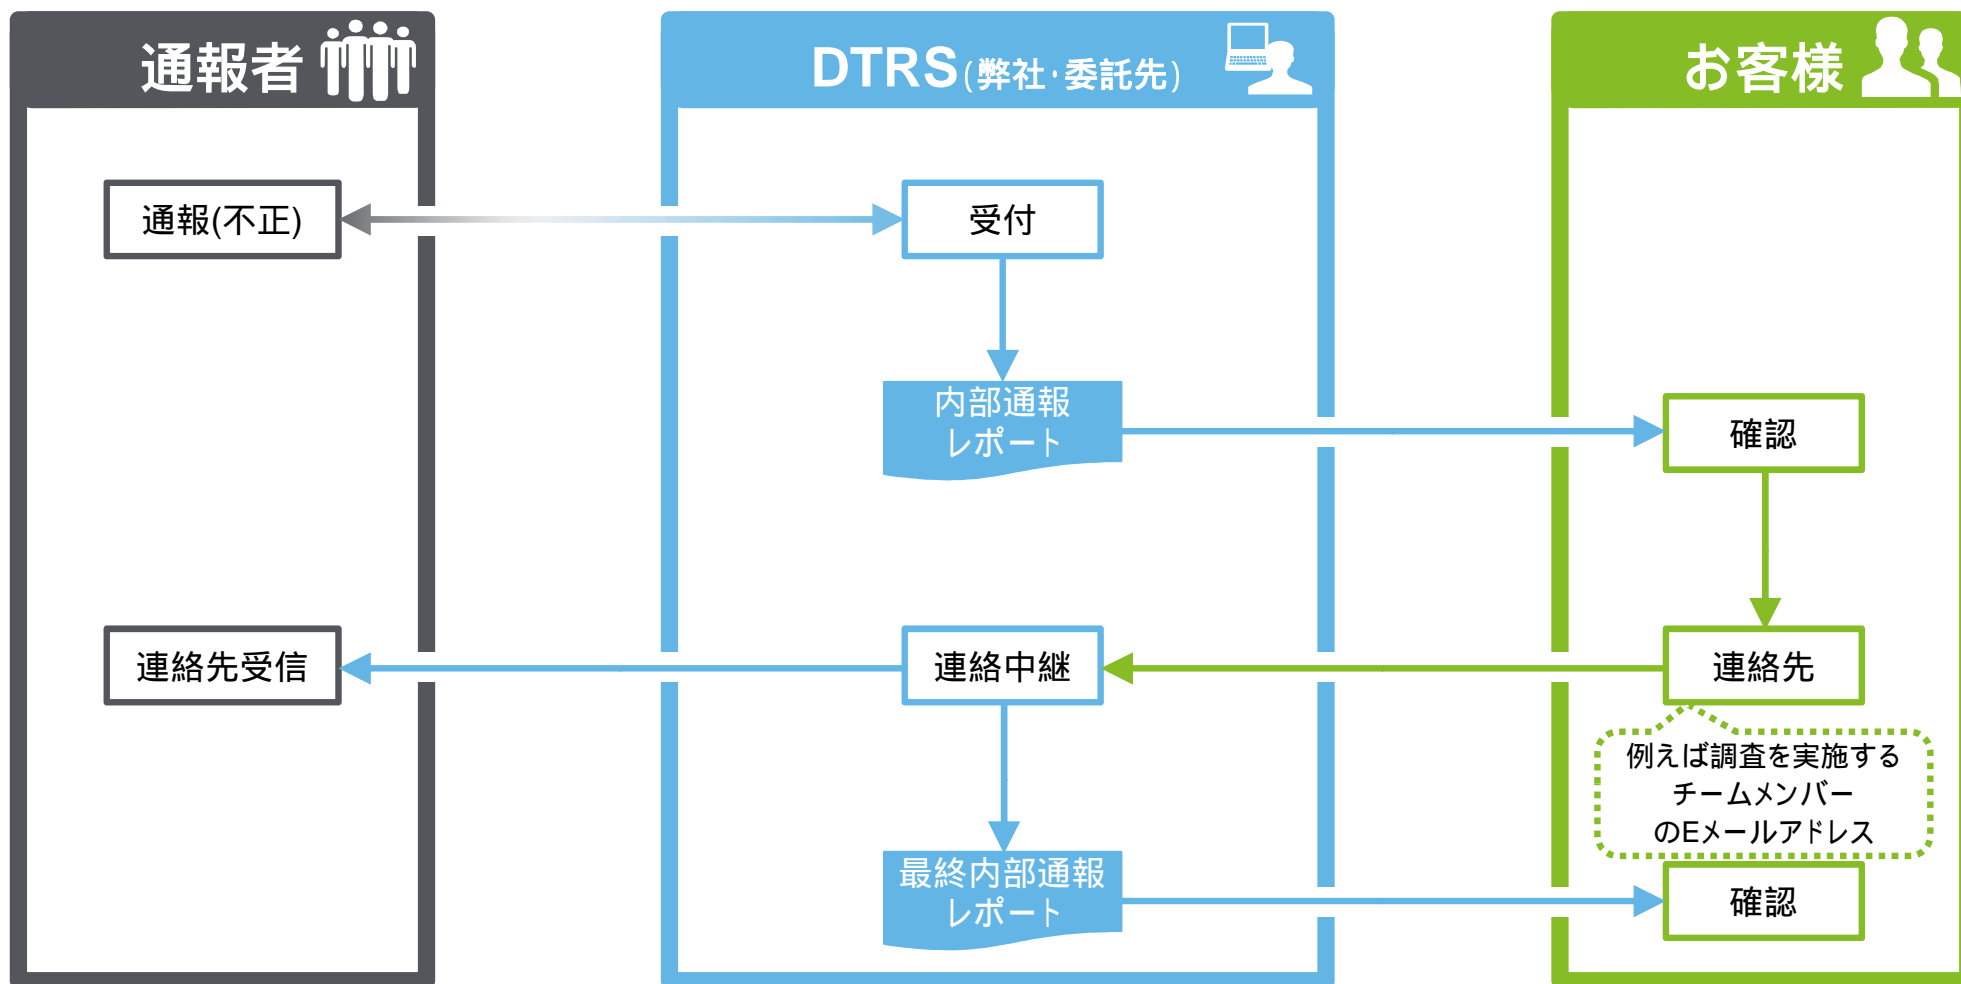 通報者
DTRS(弊社・委託先)
お客様
通報(不正)
受付
内部通報
レポート
確認
連絡先受信
連絡中継
連絡先
例えば調査を実施する
チームメンバー
のEメールアドレス
最終内部通報
レポート
確認